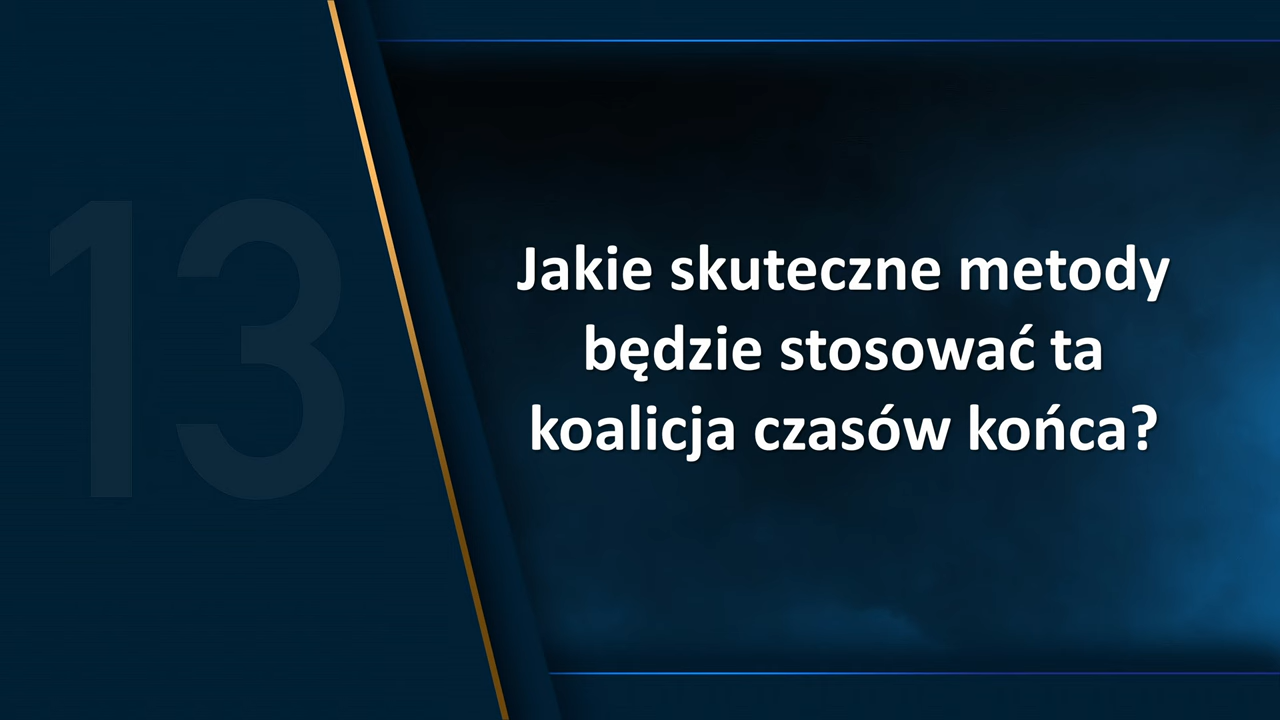 13
Jakie skuteczne metody
będzie stosować ta
koalicja czasów końca?